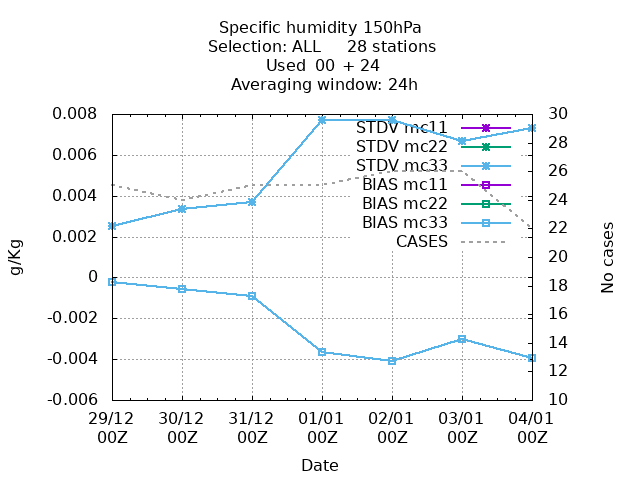 Specific humidity 150hPa
Selection: ALL     28 stations
Used  00  + 24
Averaging window: 24h
g/Kg
0.008
0.006
0.004
0.002
0
-0.002
-0.004
-0.006
STDV mc11
STDV mc22
STDV mc33
BIAS mc11
BIAS mc22
BIAS mc33
CASES
30
28
26
24
22
20
18
16
14
12
10
No cases
29/12 30/12 31/12 01/01 02/01 03/01 04/01
00Z 00Z 00Z 00Z 00Z 00Z 00Z
Date